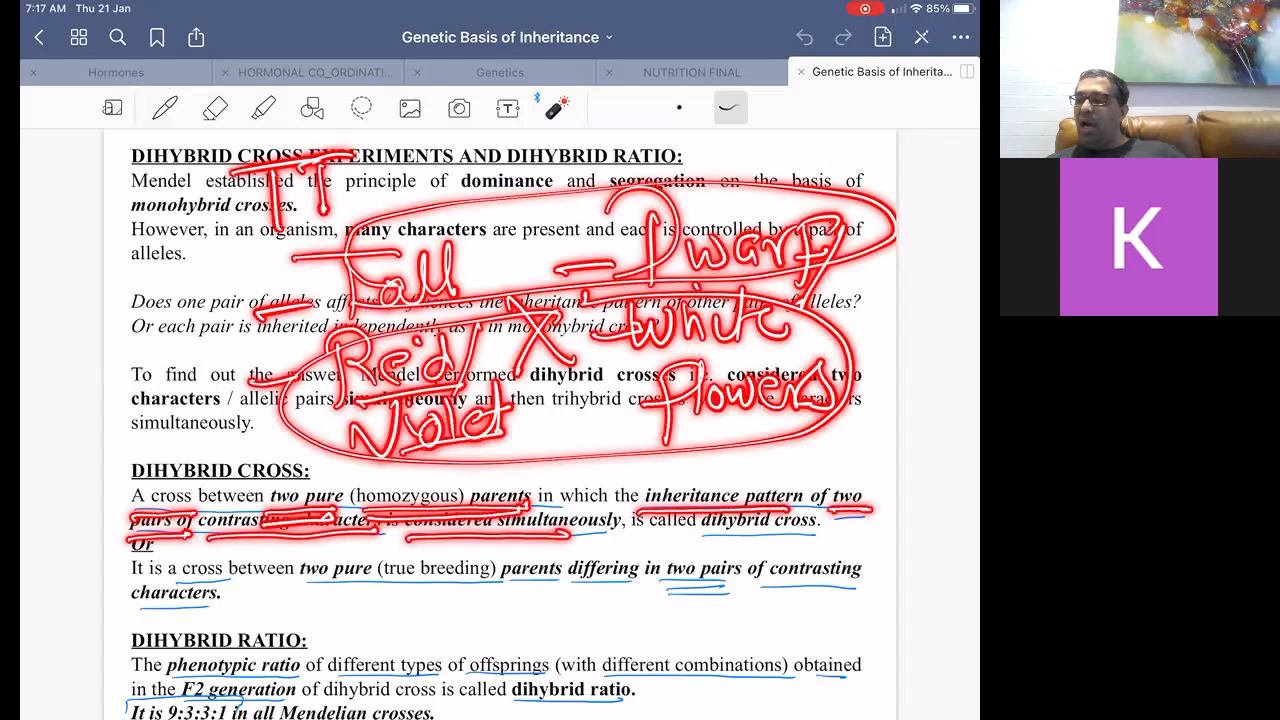 7:17 AM Thu 21 Jan
85%
Genetic Basis of Inheritance
Hormones
HORMONAL CO_ORDINATI...
Genetics
NUTRITION FINAL
Genetic Basis of Inherita...
T
DIHYBRID CROSS EXPERIMENTS AND DIHYBRID RATIO:
Mendel established the principle of dominance and segregation on the basis of
monohybrid crosses.
However, in an organism, many characters are present and each is controlled by a pair of
alleles.
TT
Tall - Dwarf
Does one pair of alleles affects the inheritance pattern of other pairs of alleles?
Or each pair is inherited independently as in monohybrid
Red/ X - White
Violet flowers
To find out the answer, Mendel performed dihybrid crosses i.e. considered two
characters / allelic pairs simultaneously and then trihybrid characters
simultaneously.
DIHYBRID CROSS:
A cross between two pure (homozygous) parents in which the inheritance pattern of two
pairs of contrasting characters is considered simultaneously, is called dihybrid cross.
Or
It is a cross between two pure (true breeding) parents differing in two pairs of contrasting
characters.
DIHYBRID RATIO:
The phenotypic ratio of different types of offsprings (with different combinations) obtained
in the F2 generation of dihybrid cross is called dihybrid ratio.
It is 9:3:3:1 in all Mendelian crosses.
K